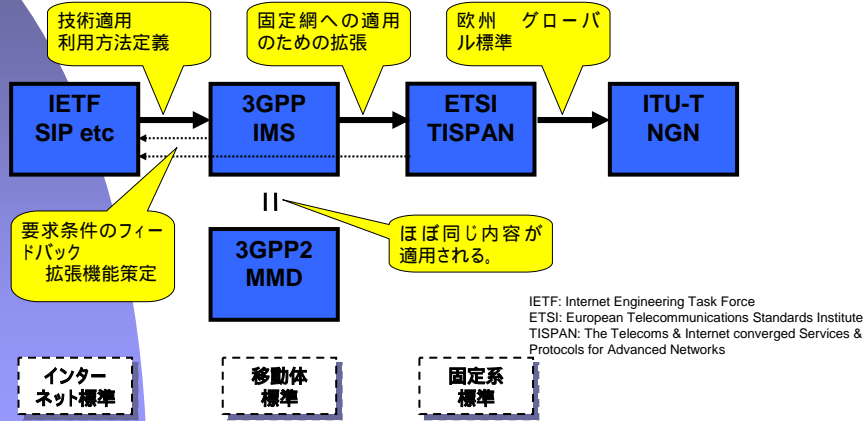 技術適用
利用方法定義
固定網への適用
のための拡張
欧州 グローバ
ル標準
IETF
SIP etc
3GPP
IMS
ETSI
TISPAN
ITU-T
NGN
要求条件のフィー
ドバック
拡張機能策定
=
3GPP2
MMD
ほぼ同じ内容が
適用される。
IETF: Internet Engineering Task Force
ETSI: European Telecommunications Standards Institute
TISPAN: The Telecoms & Internet converged Services &
Protocols for Advanced Networks
インター
ネット標準
移動体
標準
固定系
標準